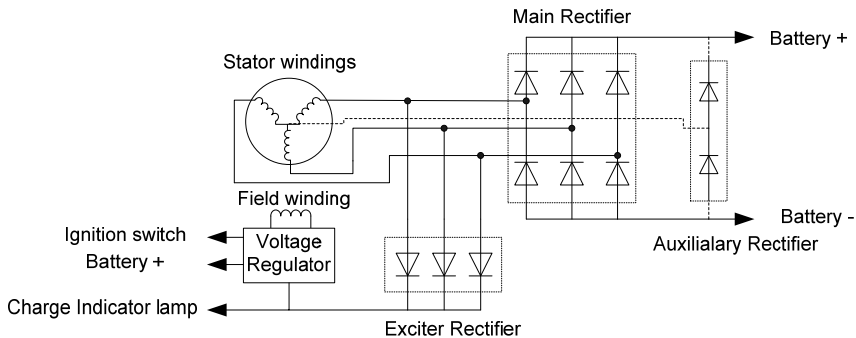 Main Rectifier
Battery +
Stator windings
Field winding
Battery -
Ignition switch
Voltage
Regulator
Battery +
Auxilialary Rectifier
Charge Indicator lamp
Exciter Rectifier